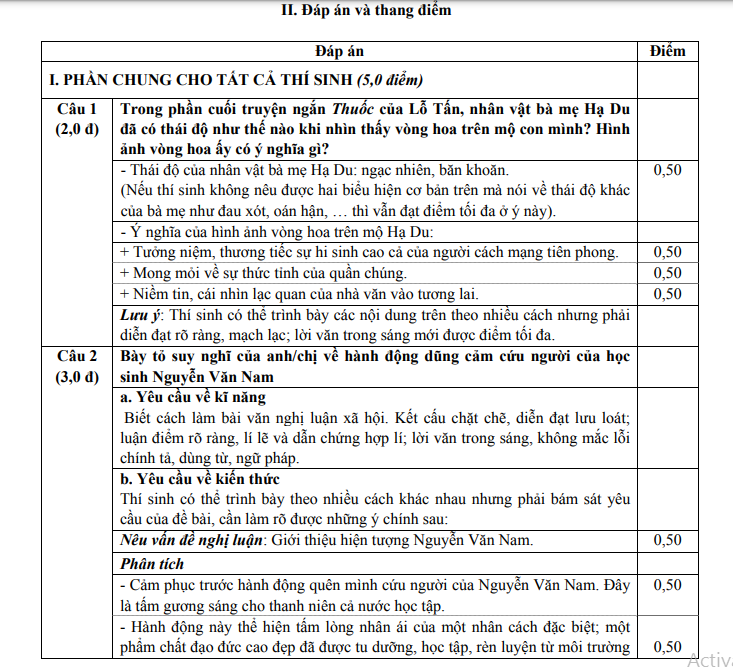 II. Đáp án và thang điểm
Đáp án Điểm
I. PHẦN CHUNG CHO TẤT CẢ THÍ SINH (5,0 điểm)
Câu 1 Trong phần cuối truyện ngắn Thuốc của Lỗ Tấn, nhân vật bà mẹ Hạ Du
(2,0 đ) đã có thái độ như thế nào khi nhìn thấy vòng hoa trên mộ con mình? Hình
ảnh vòng hoa ấy có ý nghĩa gì?
- Thái độ của nhân vật bà mẹ Hạ Du: ngạc nhiên, băn khoăn. 0,50
(Nếu thí sinh không nêu được hai biểu hiện cơ bản trên mà nói về thái độ khác
của bà mẹ như đau xót, oán hận, … thì vẫn đạt điểm tối đa ở ý này).
- Ý nghĩa của hình ảnh vòng hoa trên mộ Hạ Du:
+ Tưởng niệm, thương tiếc sự hi sinh cao cả của người cách mạng tiên phong. 0,50
+ Mong mỏi về sự thức tỉnh của quần chúng. 0,50
+ Niềm tin, cái nhìn lạc quan của nhà văn vào tương lai. 0,50
Lưu ý: Thí sinh có thể trình bày các nội dung trên theo nhiều cách nhưng phải
diễn đạt rõ ràng, mạch lạc; lời văn trong sáng mới được điểm tối đa.
Câu 2 Bày tỏ suy nghĩ của anh/chị về hành động dũng cảm cứu người của học
(3,0 đ) sinh Nguyễn Văn Nam
a. Yêu cầu về kĩ năng
Biết cách làm bài văn nghị luận xã hội. Kết cấu chặt chẽ, diễn đạt lưu loát;
luận điểm rõ ràng, lí lẽ và dẫn chứng hợp lí; lời văn trong sáng, không mắc lỗi
chính tả, dùng từ, ngữ pháp.
b. Yêu cầu về kiến thức
Thí sinh có thể trình bày theo nhiều cách khác nhau nhưng phải bám sát yêu
cầu của đề bài, cần làm rõ được những ý chính sau:
Nêu vấn đề nghị luận: Giới thiệu hiện tượng Nguyễn Văn Nam. 0,50
Phân tích
- Cảm phục trước hành động quên mình cứu người của Nguyễn Văn Nam. Đây 0,50
là tấm gương sáng cho thanh niên cả nước học tập.
- Hành động này thể hiện tấm lòng nhân ái của một nhân cách đặc biệt; một
phẩm chất đạo đức cao đẹp đã được tu dưỡng, học tập, rèn luyện từ môi trường 0,50
Activa